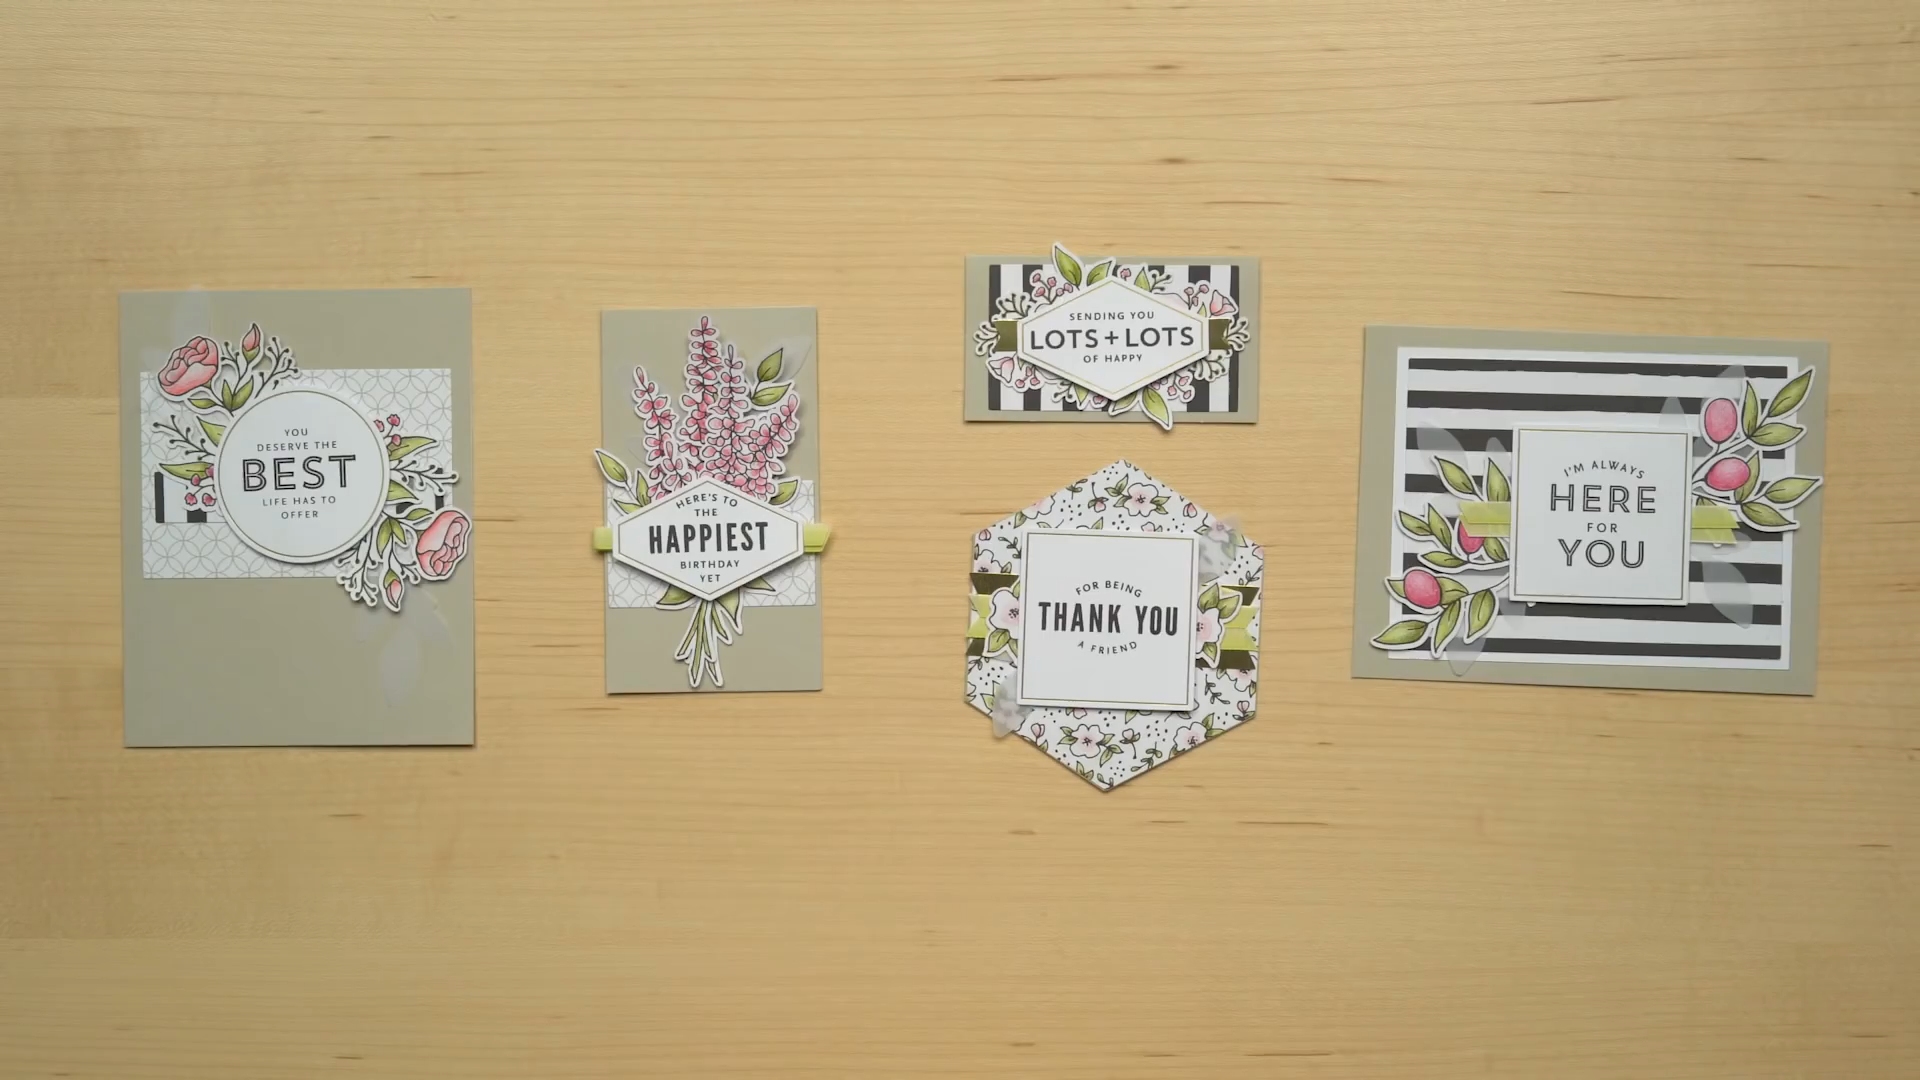 YOU
DESERVE THE
BEST
LIFE HAS TO
OFFER
HERE'S TO
THE
HAPPIEST
BIRTHDAY
YET
SENDING YOU
LOTS + LOTS
OF HAPPY
FOR BEING
THANK YOU
A FRIEND
I'M ALWAYS
HERE
FOR
YOU